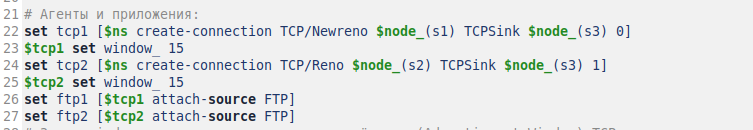 21 # Агенты и приложения:
22 set tcp1 [$ns create-connection TCP/Newreno $node_(s1) TCPSink $node_(s3) 0]
23 $tcp1 set window_ 15
24 set tcp2 [$ns create-connection TCP/Reno $node_(s2) TCPSink $node_(s3) 1]
25 $tcp2 set window_ 15
26 set ftp1 [$tcp1 attach-source FTP]
27 set ftp2 [$tcp2 attach-source FTP]